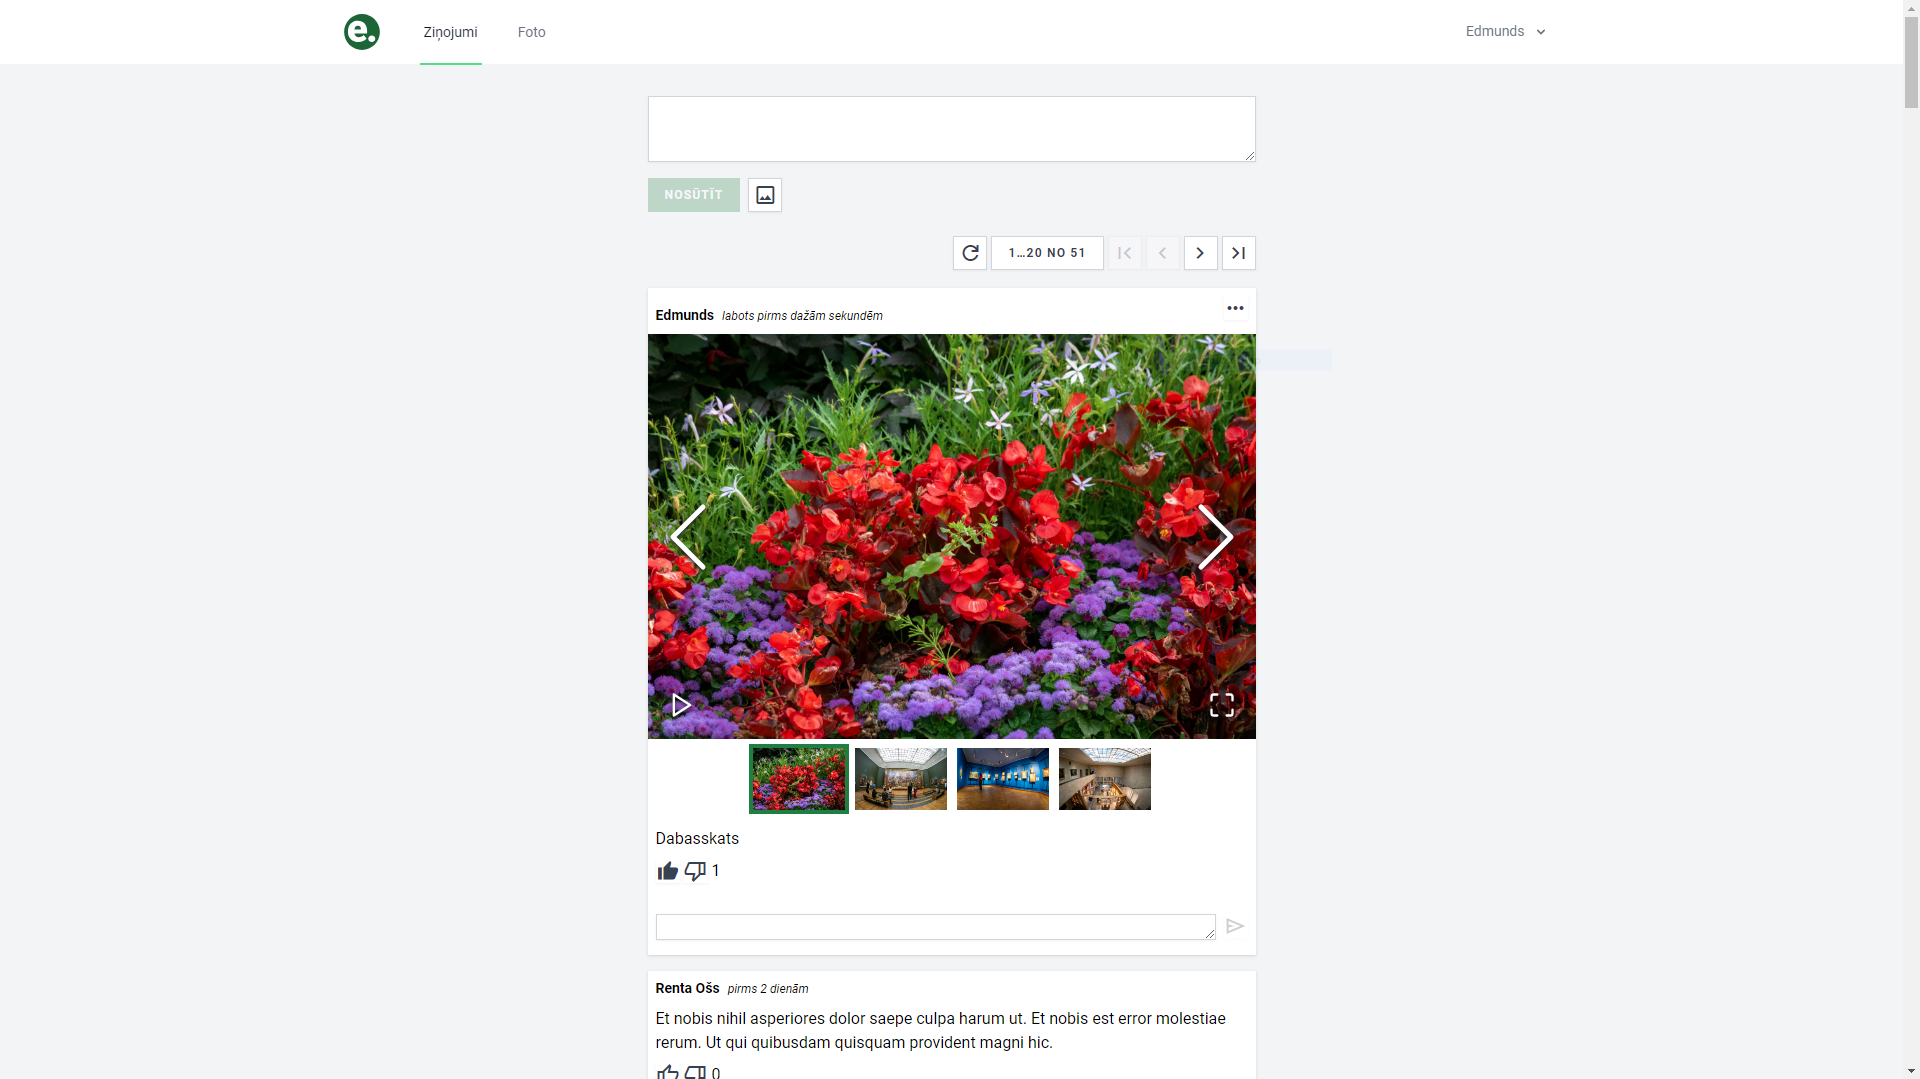 e.
Ziņojumi
Foto
Edmunds
NOSŪTĪT
1...20 NO 51
Edmunds labots pirms dažām sekundēm
Dabasskats
1
Renta Ošs pirms 2 dienām
Et nobis nihil asperiores dolor saepe culpa harum ut. Et nobis est error molestiae
rerum. Ut qui quibusdam quisquam provident magni hic.
0